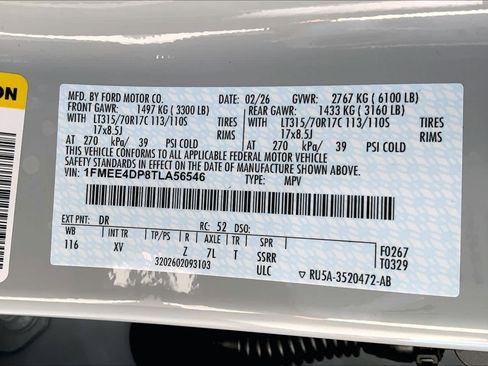 ON
MFD. BY FORD MOTOR CO. DATE: 02/26 GVWR: 2767 KG ( 6100 LB)
FRONT GAWR: 1497 KG ( 3300 LB) REAR GAWR: 1433 KG ( 3160 LB)
WITH LT315/70R17C 113/110S TIRES WITH LT315/70R17C 113/110S TIRES
17x8.5J RIMS 17x8.5J RIMS
AT 270 kPa/ 39 PSI COLD AT 270 kPa/ 39 PSI COLD
THIS VEHICLE CONFORMS TO ALL APPLICABLE FEDERAL MOTOR VEHICLE
SAFETY STANDARDS IN EFFECT ON THE DATE OF MANUFACTURE SHOWN ABOVE.
VIN: 1FMEE4DP8TLA56546 TYPE: MPV
EXT PNT: DR RC: 52 DSO: F0267
WB INT TR TP/PS R AXLE TR SPR T0329
116 XV Z 7L T SSRR
3202602093103 ULC RU5A-3520472-AB